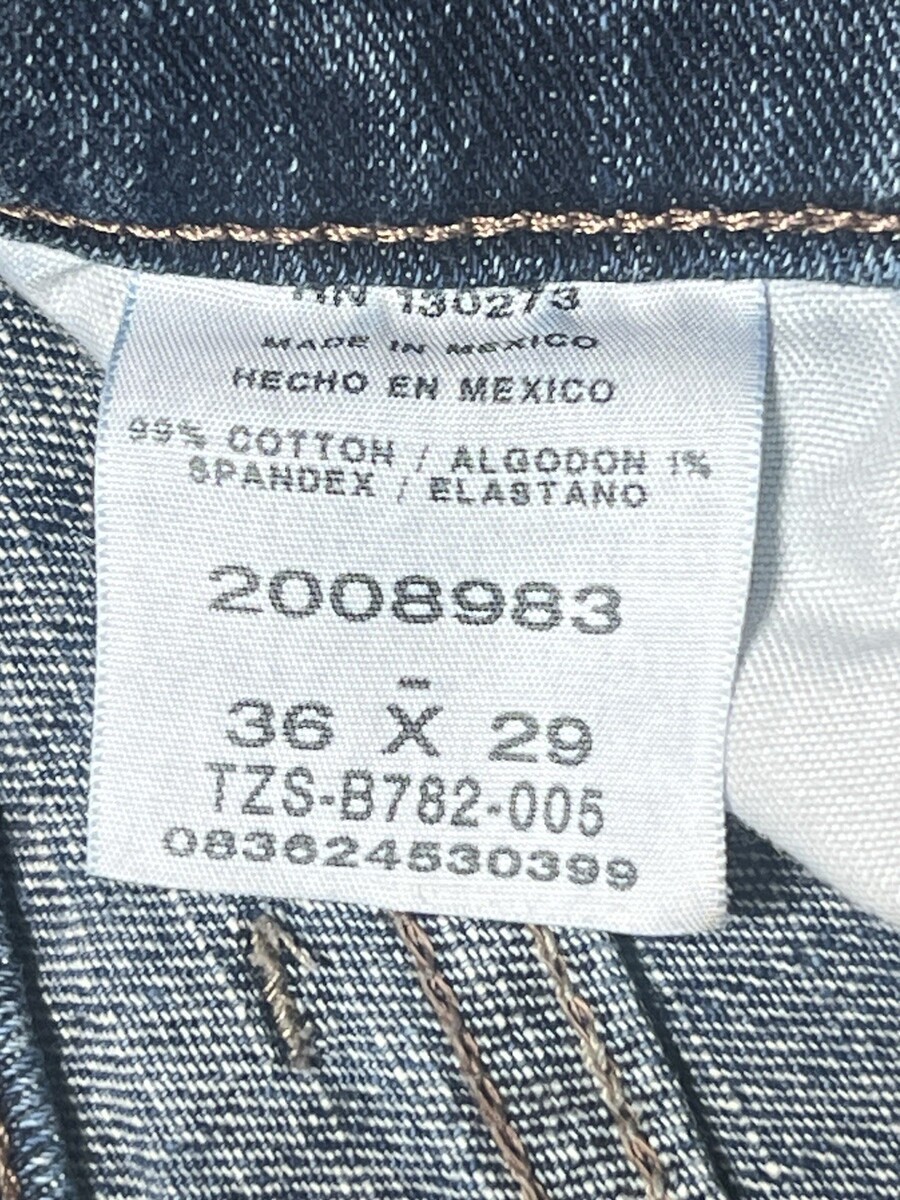 RN 130273
MADE IN MEXICO
HECHO EN MEXICO
99% COTTON / ALGODON 1%
SPANDEX / ELASTANO
2008983
-
36 X 29
TZS-B782-005
083624530399